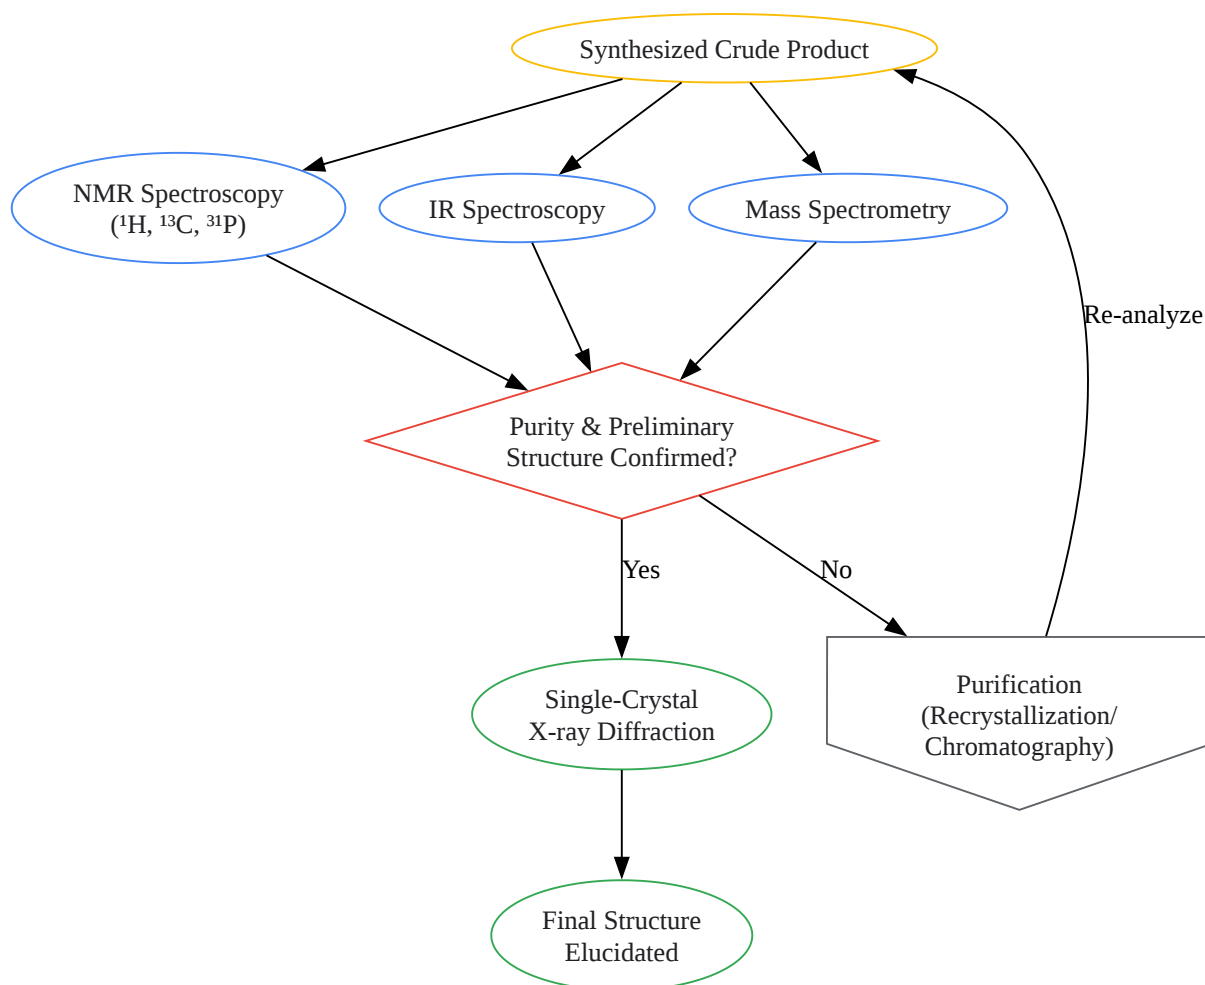 Synthesized Crude Product
NMR Spectroscopy
(¹H, ¹³C, ³¹P)
IR Spectroscopy
Mass Spectrometry
Re-analyze
Purity & Preliminary
Structure Confirmed?
Yes
No
Single-Crystal
X-ray Diffraction
Purification
(Recrystallization/
Chromatography)
Final Structure
Elucidated